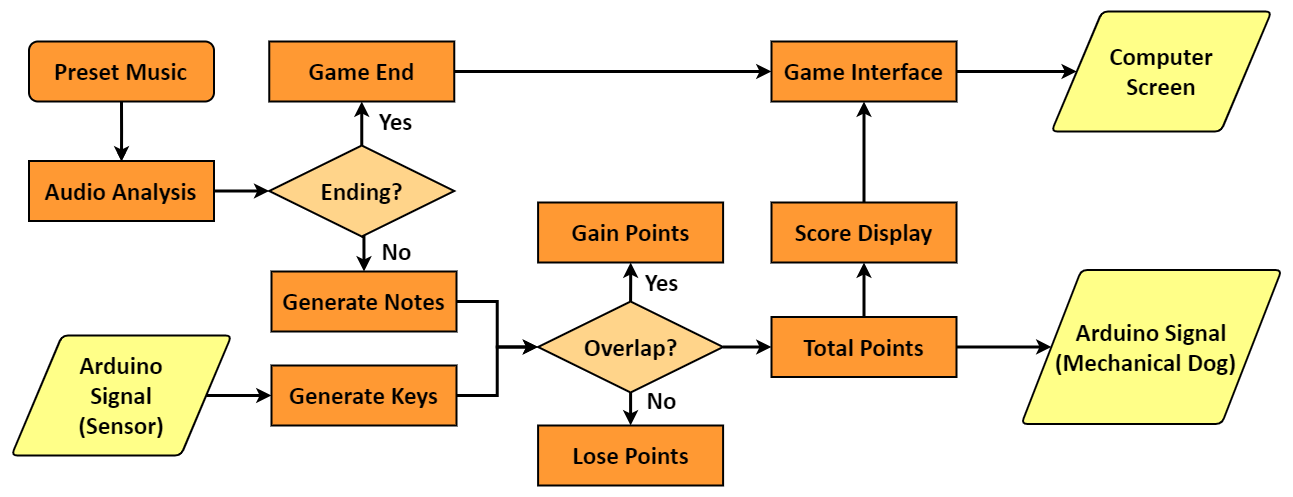 Preset Music
Game End
Game Interface
Computer
Screen
Yes
Audio Analysis
Ending?
No
Gain Points
Score Display
Yes
Generate Notes
Overlap?
Total Points
Arduino Signal
(Mechanical Dog)
Arduino
Signal
(Sensor)
Generate Keys
No
Lose Points